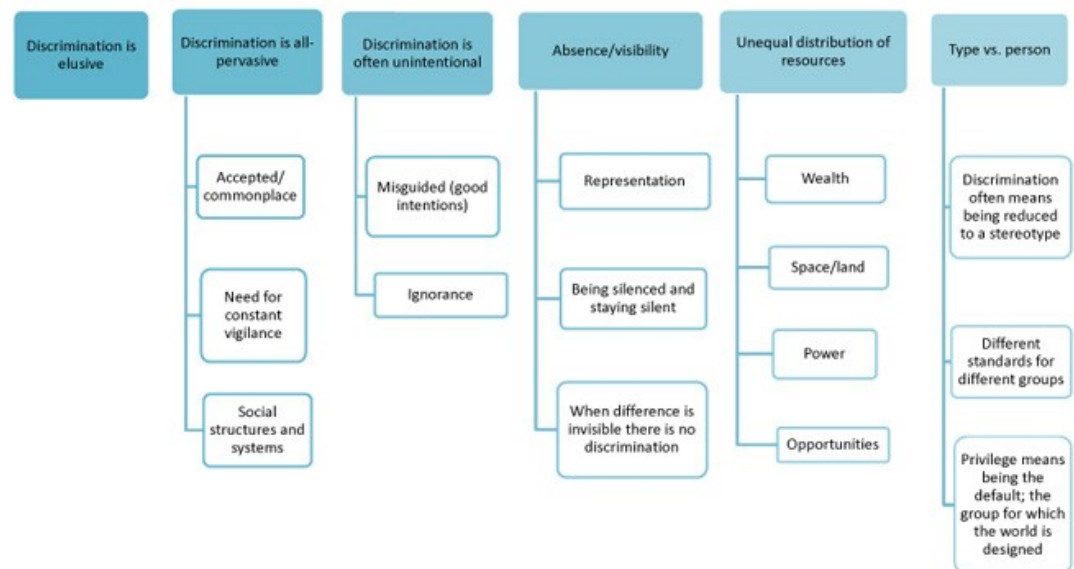 Discrimination is
elusive
Discrimination is all-
pervasive
Accepted/
commonplace
Need for
constant
vigilance
Social
structures and
systems
Discrimination is
often unintentional
Misguided (good
intentions)
Ignorance
Absence/visibility
Representation
Being silenced and
staying silent
When difference is
invisible there is no
discrimination
Unequal distribution of
resources
Wealth
Space/land
Power
Opportunities
Type vs. person
Discrimination
often means
being reduced
to a stereotype
Different
standards for
different groups
Privilege means
being the
default; the
group for which
the world is
designed